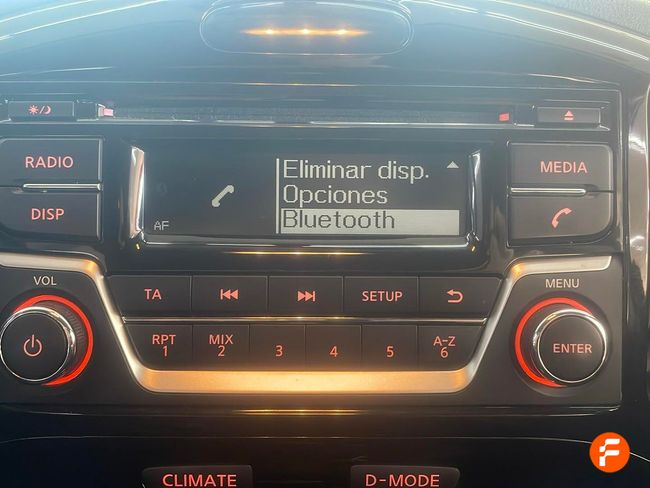 RADIO
DISP
Eliminar disp.
Opciones
Bluetooth
AF
MEDIA
VOL
TA
SETUP
MENU
RPT
1
MIX
2
3
4
5
A-Z
6
ENTER
CLIMATE
D-MODE